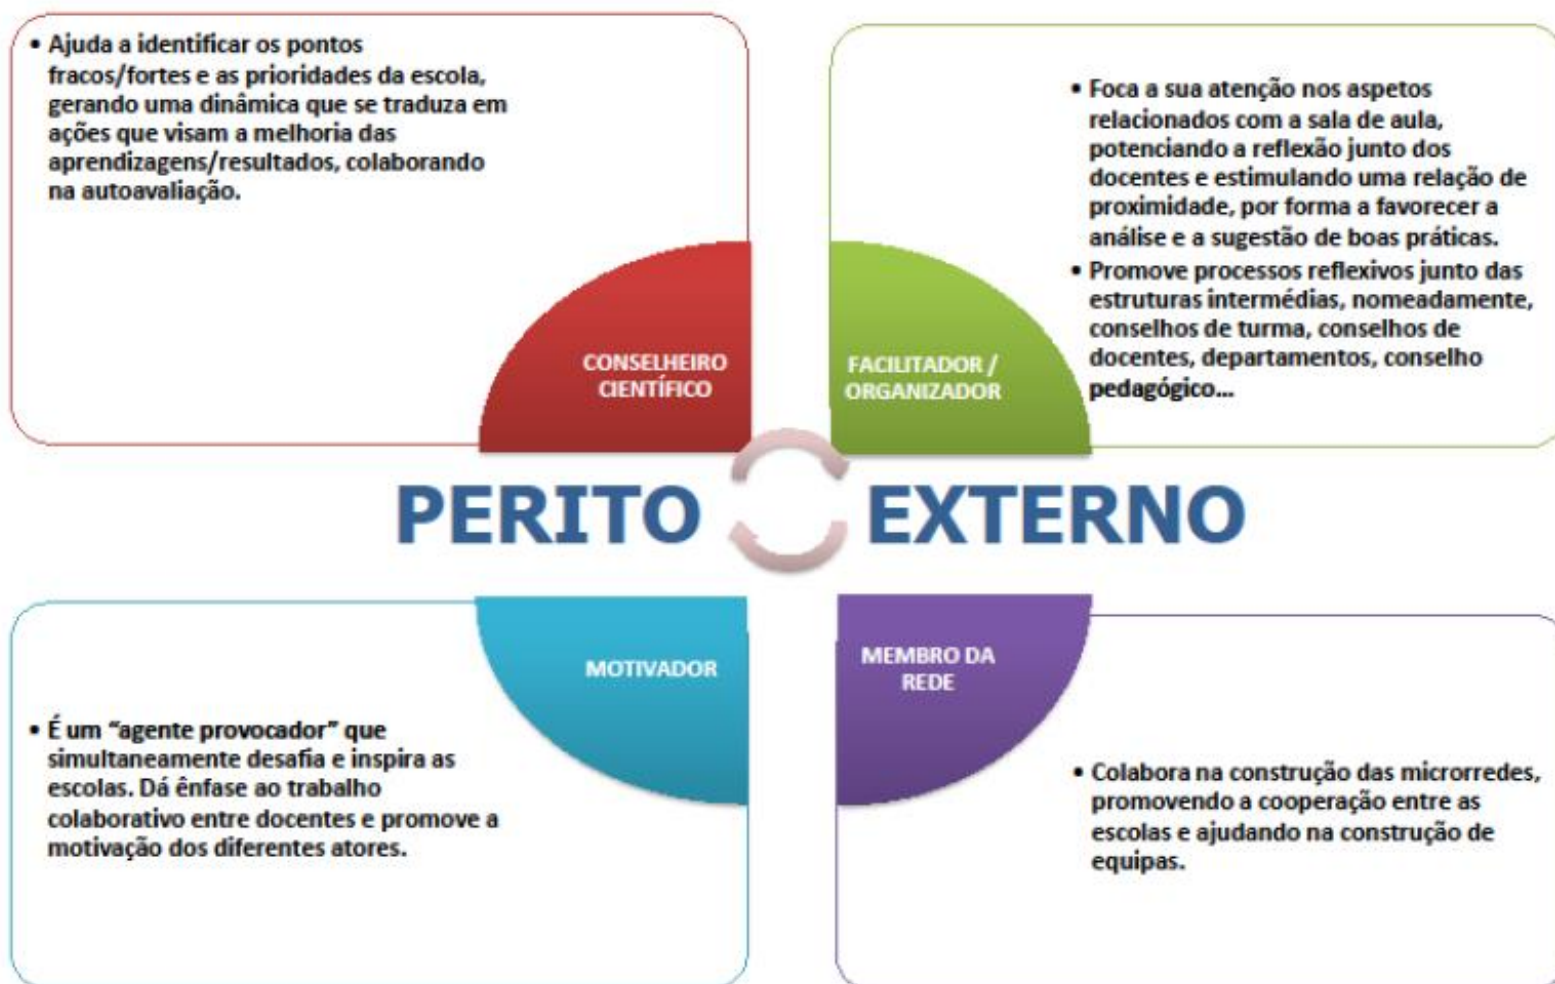 • Ajuda a identificar os pontos
fracos/fortes e as prioridades da escola,
gerando uma dinâmica que se traduza em
ações que visam a melhoria das
aprendizagens/resultados, colaborando
na autoavaliação.
CONSELHEIRO
CIENTÍFICO
• Foca a sua atenção nos aspetos
relacionados com a sala de aula,
potenciando a reflexão junto dos
docentes e estimulando uma relação de
proximidade, por forma a favorecer a
análise e a sugestão de boas práticas.
• Promove processos reflexivos junto das
estruturas intermédias, nomeadamente,
conselhos de turma, conselhos de
docentes, departamentos, conselho
pedagógico...
FACILITADOR /
ORGANIZADOR
PERITO EXTERNO
MOTIVADOR
• É um “agente provocador” que
simultaneamente desafia e inspira as
escolas. Dá ênfase ao trabalho
colaborativo entre docentes e promove a
motivação dos diferentes atores.
MEMBRO DA
REDE
• Colabora na construção das microrredes,
promovendo a cooperação entre as
escolas e ajudando na construção de
equipas.